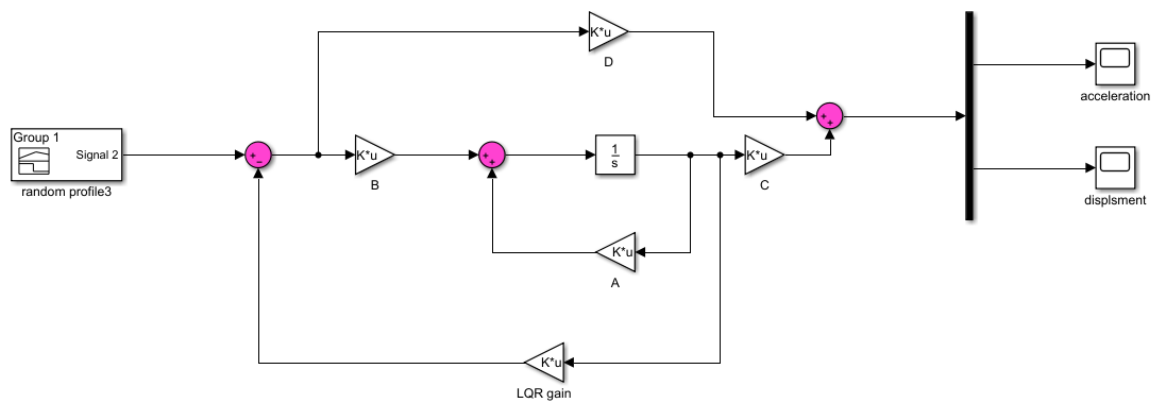 K*u
D
acceleration
Group 1
Signal 2
random profile3
+
−
K*u
B
+
+
1
s
K*u
C
+
+
displsment
K*u
A
K*u
LQR gain